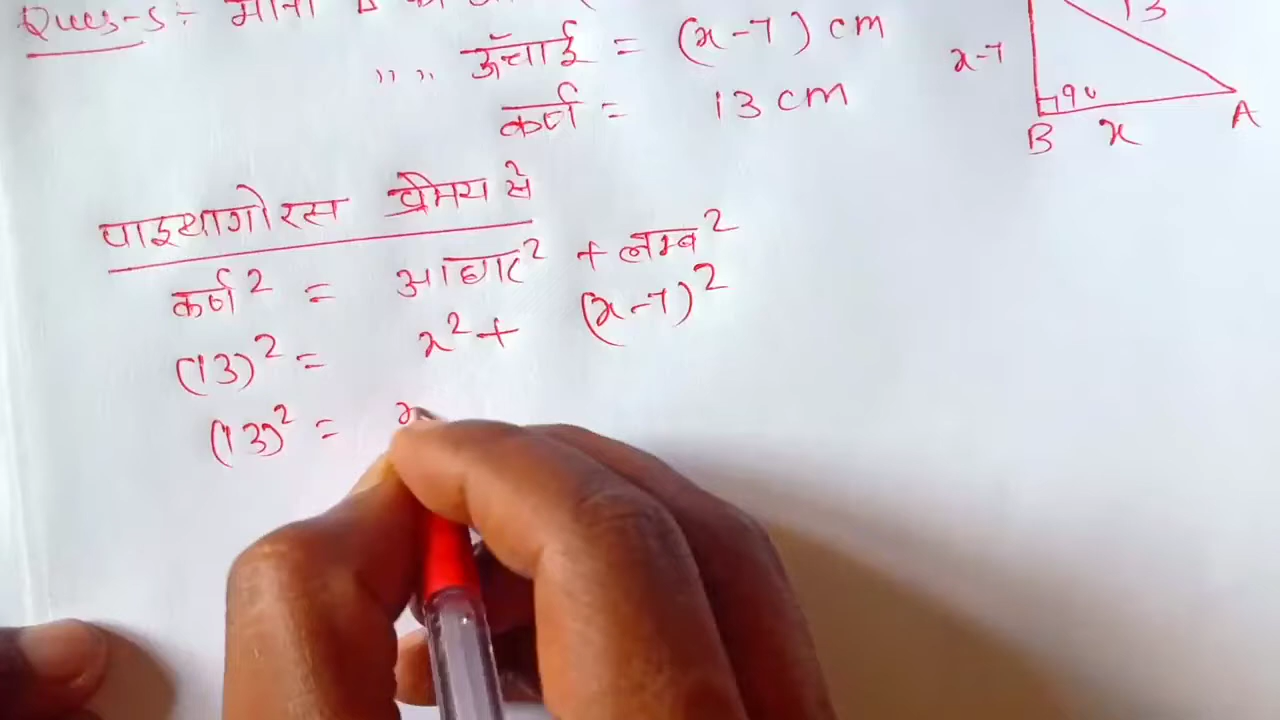 Ques-5:- माना Δ का
,, ,, ऊँचाई = (x-7) cm
कर्ण = 13 cm
13
x-7
90
B x A
पाइथागोरस प्रेमय से
कर्ण² = आधार² + लम्ब²
(13)² = x² + (x-7)²
(13)² = x